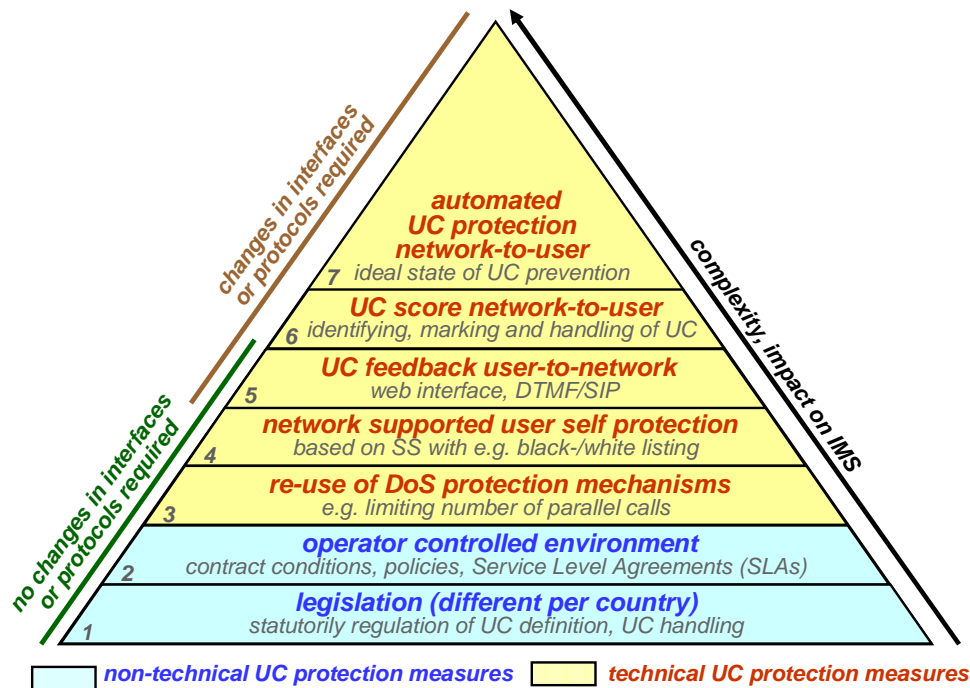 changes in interfaces
or protocols required
no changes in interfaces
or protocols required
complexity, impact on IMS
automated
UC protection
network-to-user
7 ideal state of UC prevention
UC score network-to-user
6 identifying, marking and handling of UC
UC feedback user-to-network
5 web interface, DTMF/SIP
network supported user self protection
4 based on SS with e.g. black-/white listing
re-use of DoS protection mechanisms
3 e.g. limiting number of parallel calls
operator controlled environment
2 contract conditions, policies, Service Level Agreements (SLAs)
legislation (different per country)
1 statutorily regulation of UC definition, UC handling
non-technical UC protection measures
technical UC protection measures